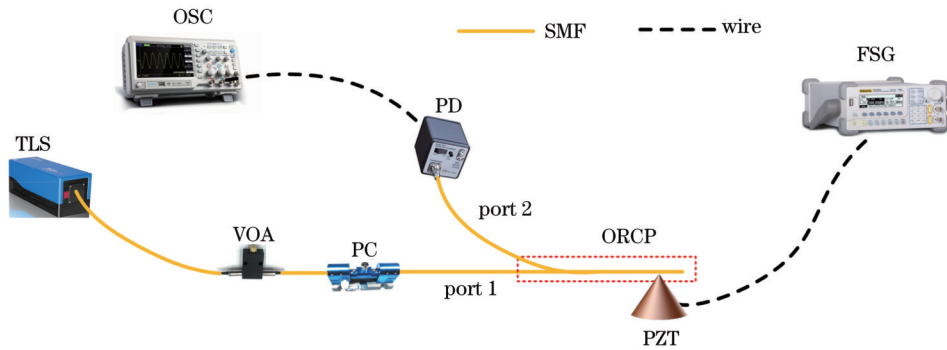 OSC
SMF
wire
FSG
PD
TLS
port 2
VOA
PC
ORCP
port 1
PZT